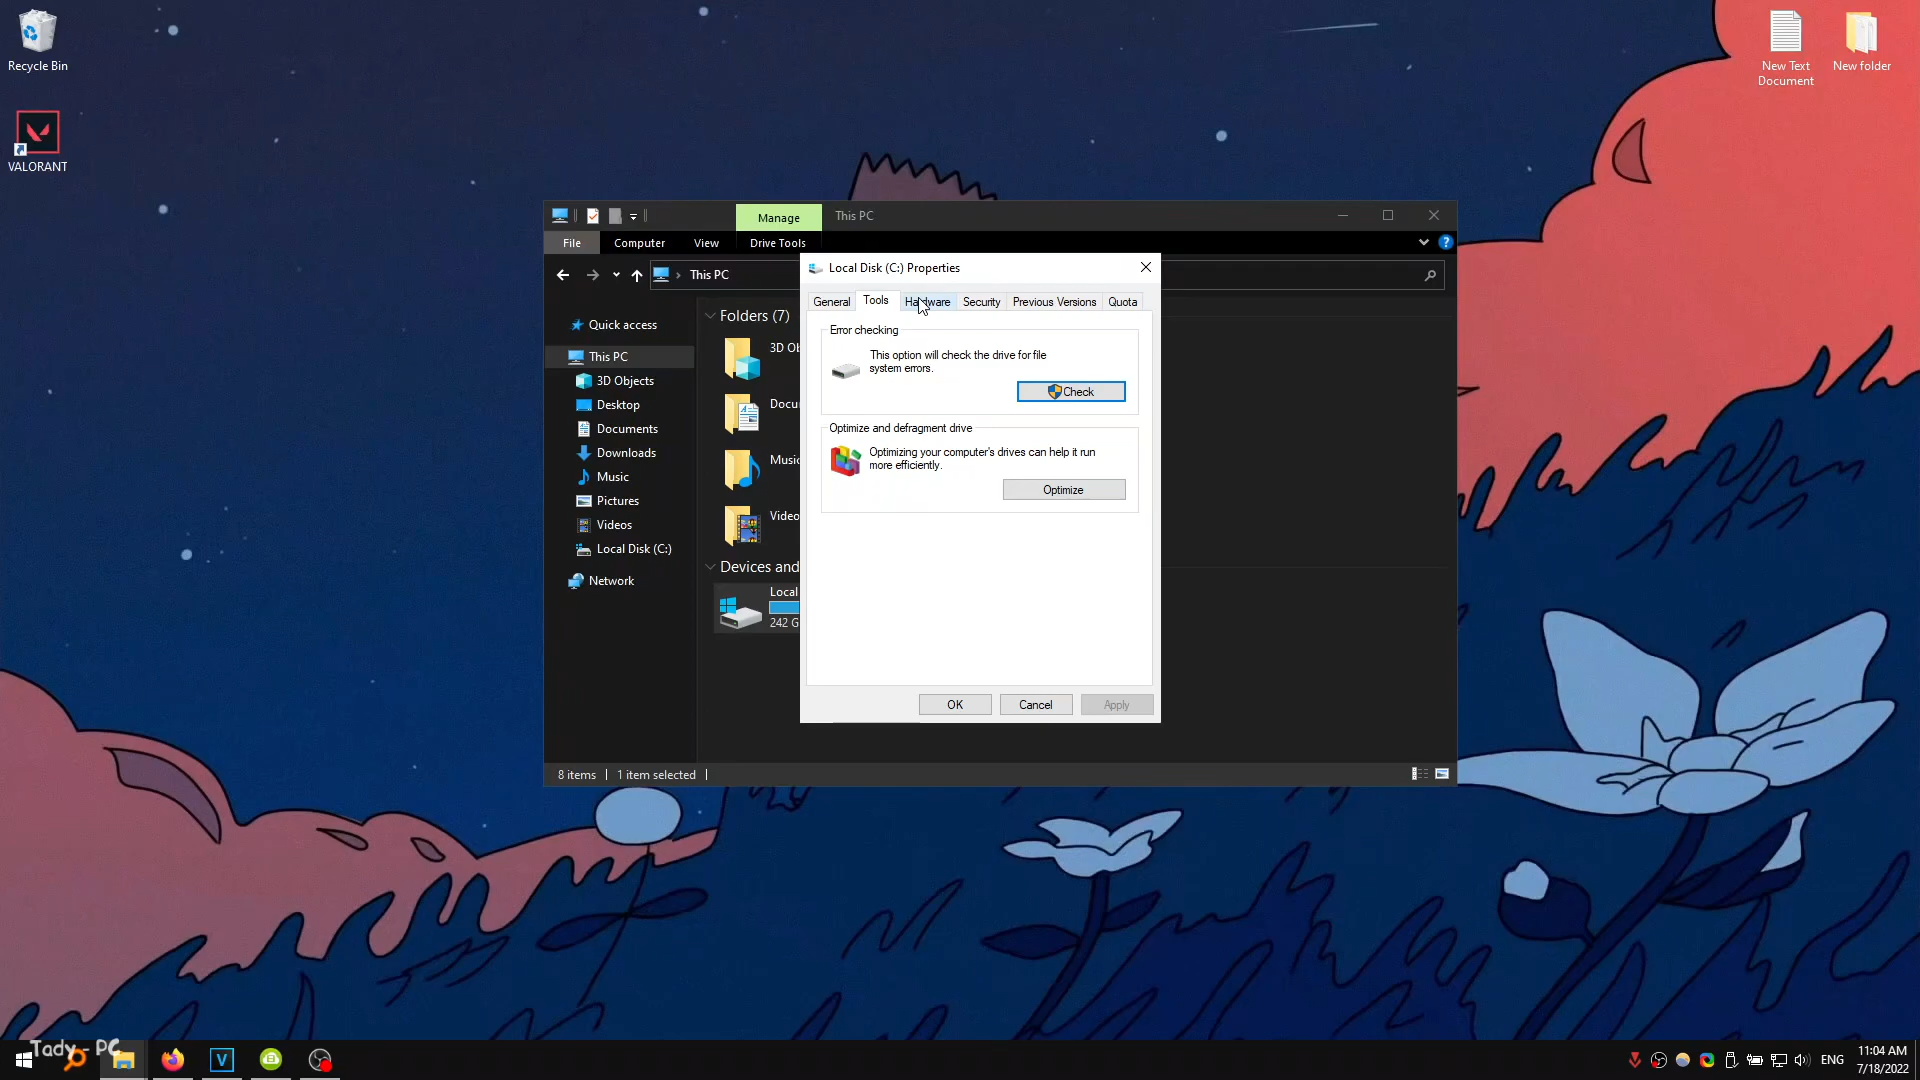 Recycle Bin
VALORANT
New Text
Document
New folder
Manage
This PC
File
Computer
View
Drive Tools
This PC
Quick access
This PC
3D Objects
Desktop
Documents
Downloads
Music
Pictures
Videos
Local Disk (C:)
Network
Folders (7)
3D Ob
Docu
Music
Video
Devices and
Local
242 G
8 items
1 item selected
Local Disk (C:) Properties
General
Tools
Hardware
Security
Previous Versions
Quota
Error checking
This option will check the drive for file
system errors.
Check
Optimize and defragment drive
Optimizing your computer's drives can help it run
more efficiently.
Optimize
OK
Cancel
Apply
Tady - PC
V
ENG
11:04 AM
7/18/2022